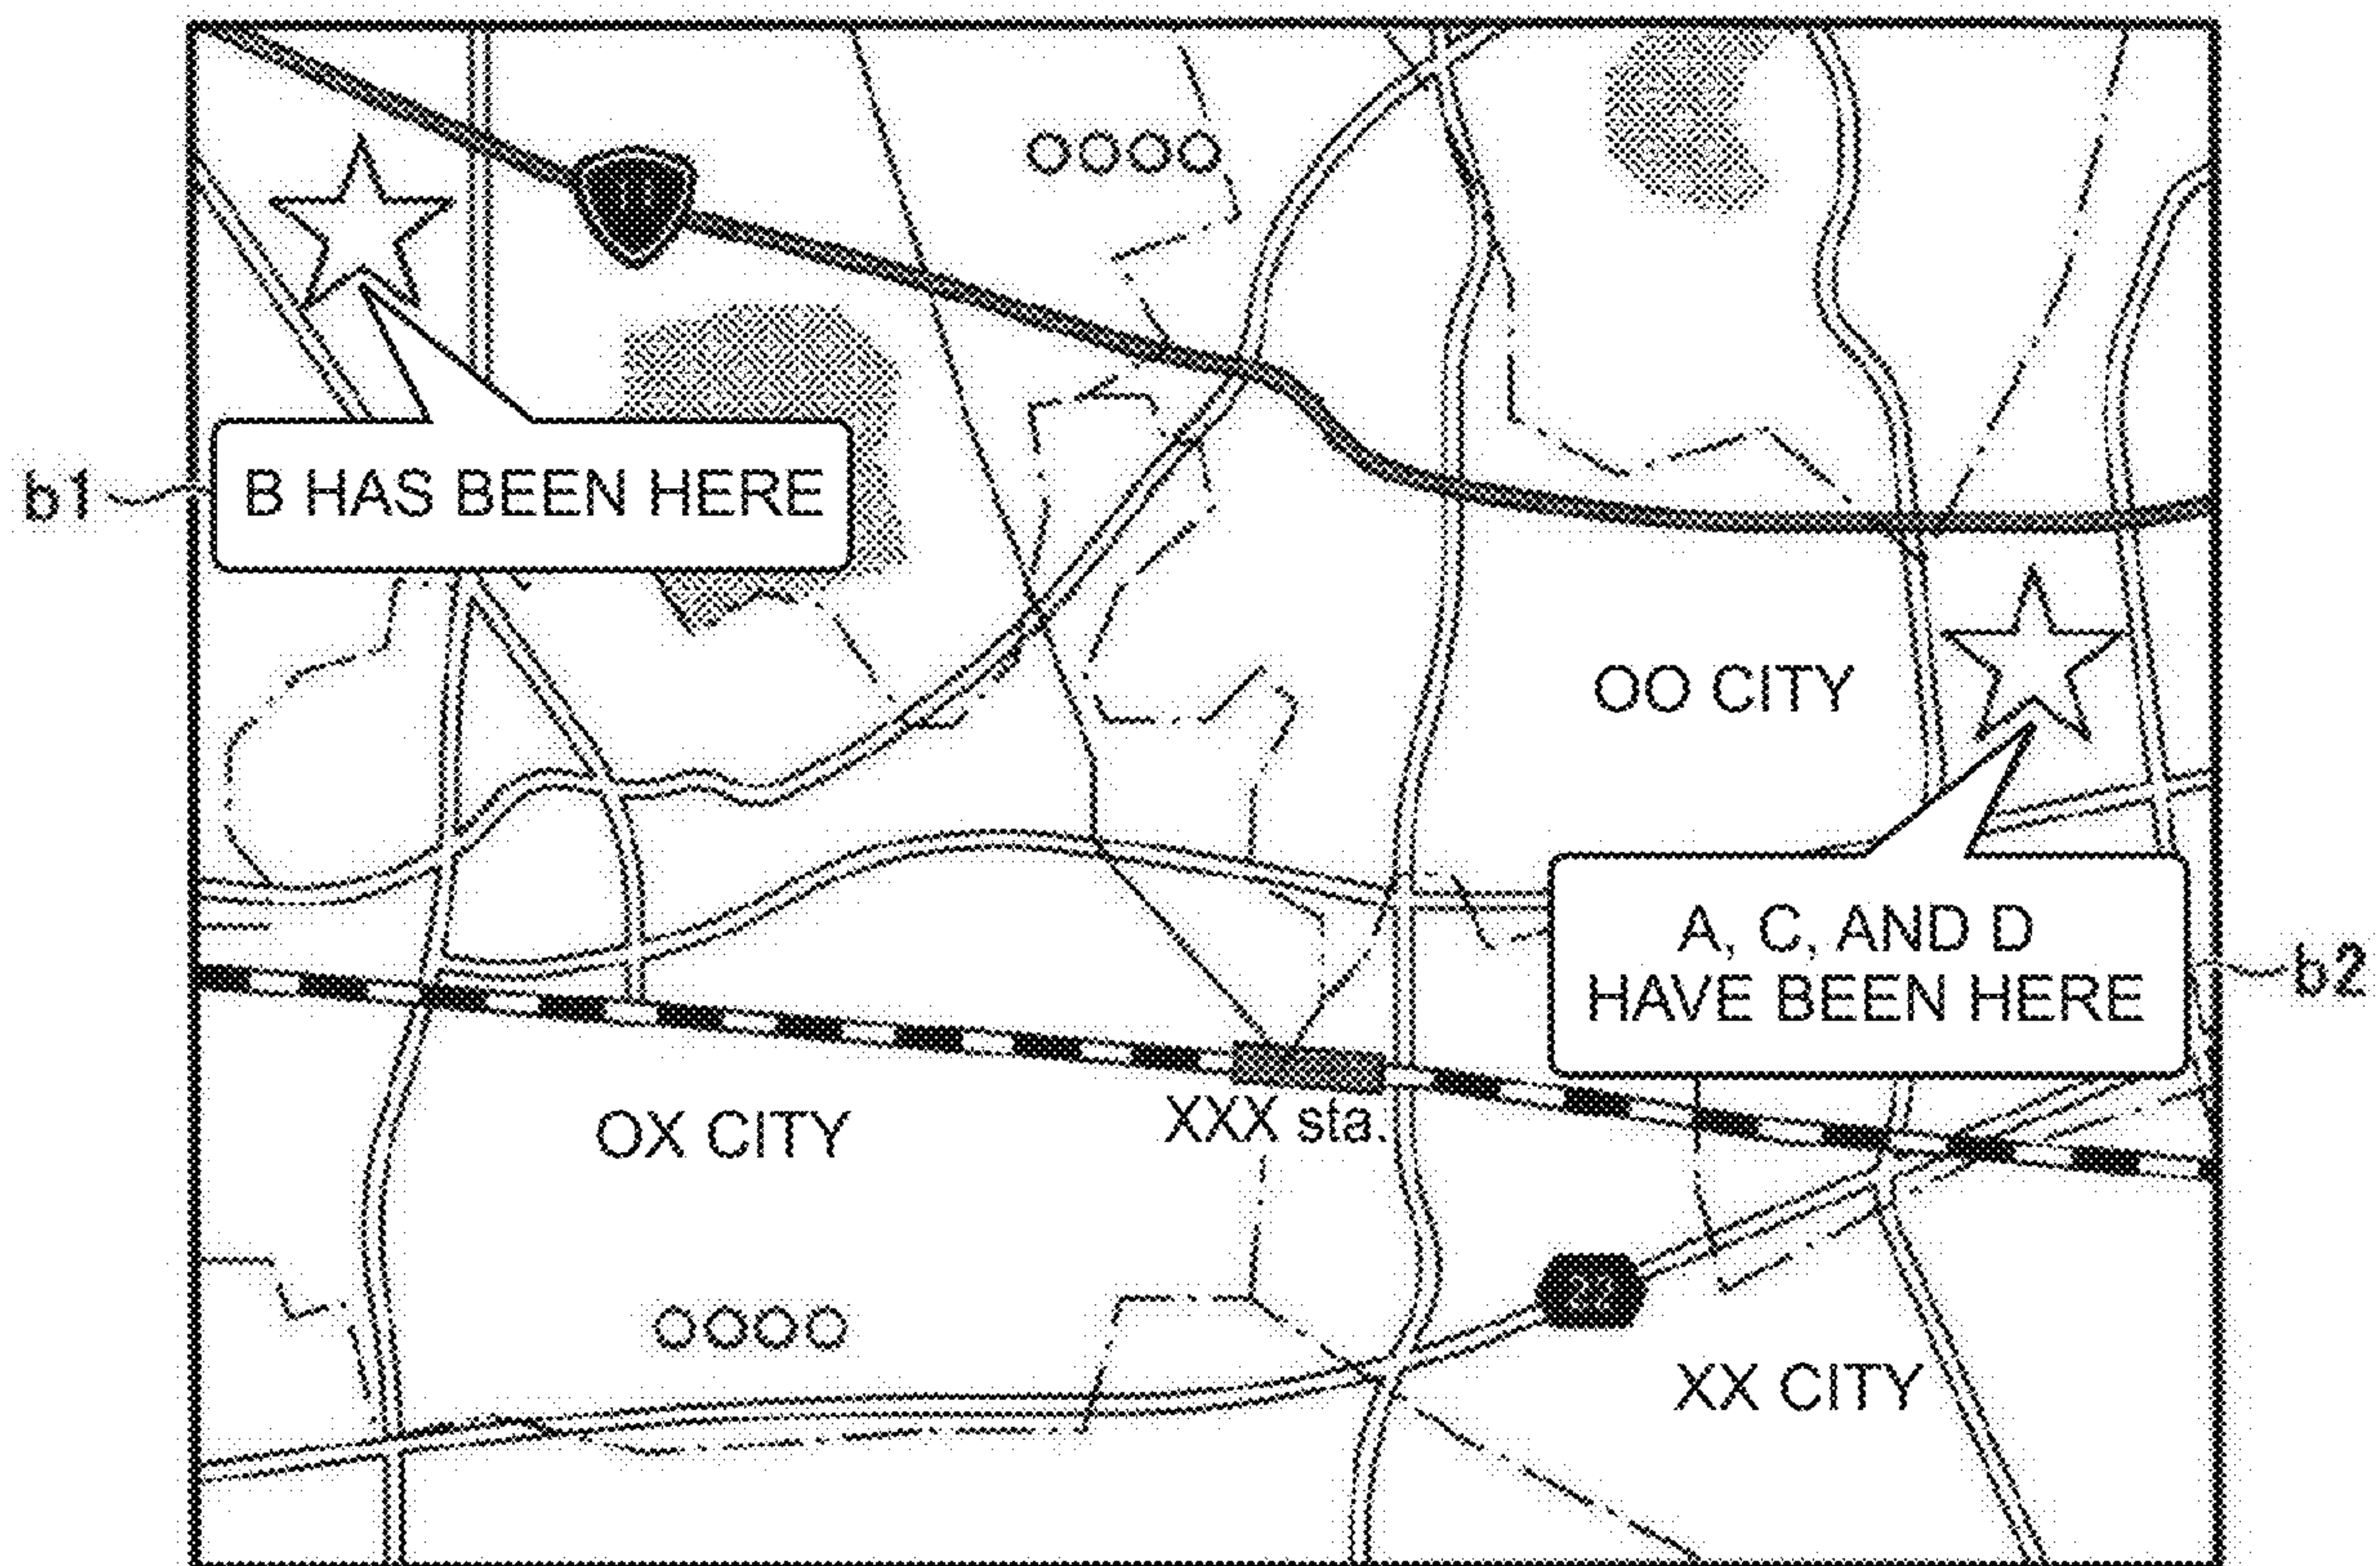 OOOO
b1
B HAS BEEN HERE
OO CITY
A, C, AND D
HAVE BEEN HERE
b2
OX CITY
XXX sta.
OOOO
XX CITY